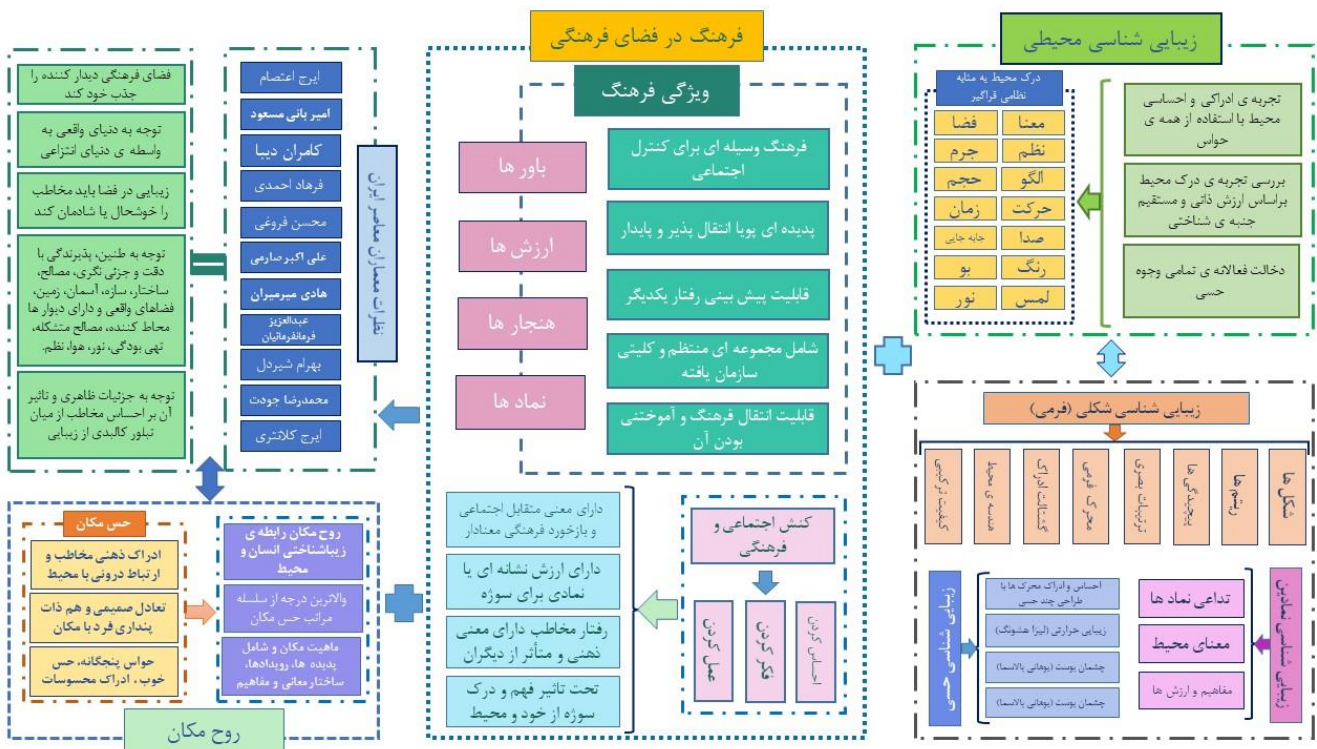 زیبایی شناسی محیطی
تجربه ی ادراکی و احساسی
محیط با استفاده از همه ی
حواس
بررسی تجربه ی درک محیط
براساس ارزش ذاتی و مستقیم
جنبه ی شناختی
دخالت فعالانه ی تمامی وجوه
حسی
درک محیط به مثابه
نظامی فراگیر
معنا
فضا
نظم
جرم
الگو
حجم
حرکت
زمان
صدا
جابه جایی
رنگ
بو
لمس
نور
زیبایی شناسی شکلی (فرمی)
شکل ها
ریتم ها
پیچیدگی ها
ترتیبات بصری
محرک فرمی
گشتالت ادراک
هندسه ی محیط
کیفیت ترکیبی
زیبایی شناسی نمادین
تداعی نماد ها
معنای محیط
مفاهیم و ارزش ها
احساس و ادراک محرک ها با
طراحی چند حسی
زیبایی حرارتی (لیزا هشونگ)
چشمان پوست (یوهانی پالاسما)
چشمان پوست (یوهانی پالاسما)
زیبایی شناسی حسی
فرهنگ در فضای فرهنگی
ویژگی فرهنگ
فرهنگ وسیله ای برای کنترل
اجتماعی
پدیده ای پویا انتقال پذیر و پایدار
قابلیت پیش بینی رفتار یکدیگر
شامل مجموعه ای منتظم و کلیتی
سازمان یافته
قابلیت انتقال فرهنگ و آموختنی
بودن آن
باور ها
ارزش ها
هنجار ها
نماد ها
کنش اجتماعی و
فرهنگی
احساس کردن
فکر کردن
عمل کردن
دارای معنی متقابل اجتماعی
و بازخورد فرهنگی معنادار
دارای ارزش نشانه ای یا
نمادی برای سوژه
رفتار مخاطب دارای معنی
ذهنی و متأثر از دیگران
تحت تاثیر فهم و درک
سوژه از خود و محیط
نظرات معماران معاصر ایران
ایرج اعتصام
امیر بانی مسعود
کامران دیبا
فرهاد احمدی
محسن فروغی
علی اکبر صارمی
هادی میرمیران
عبدالعزیز
فرمانفرمائیان
بهرام شیردل
محمدرضا جودت
ایرج کلانتری
فضای فرهنگی دیدار کننده را
جذب خود کند
توجه به دنیای واقعی به
واسطه ی دنیای انتزاعی
زیبایی در فضا باید مخاطب
را خوشحال یا شادمان کند
توجه به طنین، پذیرندگی با
دقت و جزئی نگری، مصالح،
ساختار، سازه، آسمان، زمین،
فضاهای واقعی و دارای دیوار ها
محاط کننده، مصالح متشکله،
تهی بودگی، نور، هوا، نظم.
توجه به جزئیات ظاهری و تاثیر
آن بر احساس مخاطب از میان
تبلور کالبدی از زیبایی
روح مکان رابطه ی
زیباشناختی انسان و
محیط
والاترین درجه از سلسله
مراتب حس مکان
ماهیت مکان و شامل
پدیده ها، رویدادها،
ساختار معانی و مفاهیم
حس مکان
ادراک ذهنی مخاطب و
ارتباط درونی با محیط
تعادل صمیمی و هم ذات
پنداری فرد با مکان
حواس پنجگانه، حس
خوب، ادراک محسوسات
روح مکان